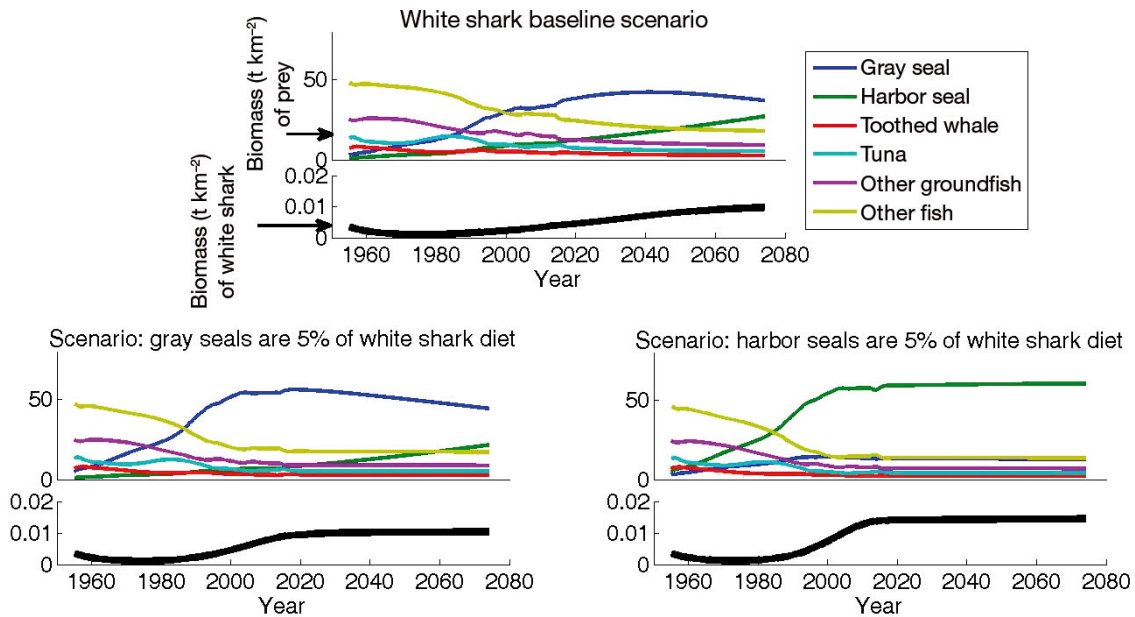 White shark baseline scenario
Biomass (t km⁻²)
of prey
50
0
Biomass (t km⁻²)
of white shark
0.02
0.01
0
1960 1980 2000 2020 2040 2060 2080
Year
Gray seal
Harbor seal
Toothed whale
Tuna
Other groundfish
Other fish
Scenario: gray seals are 5% of white shark diet
50
0
0.02
0.01
0
1960 1980 2000 2020 2040 2060 2080
Year
Scenario: harbor seals are 5% of white shark diet
50
0
0.02
0.01
0
1960 1980 2000 2020 2040 2060 2080
Year